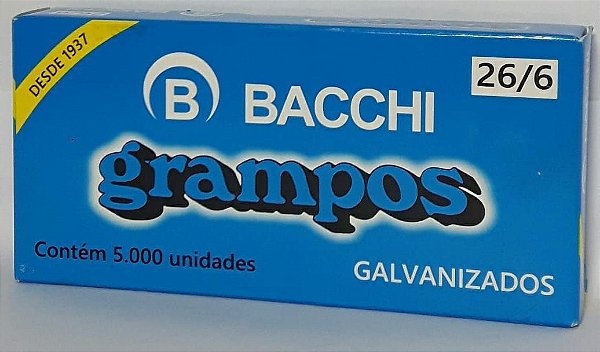 DESDE 1937
26/6
B BACCHI
grampos
Contém 5.000 unidades
GALVANIZADOS